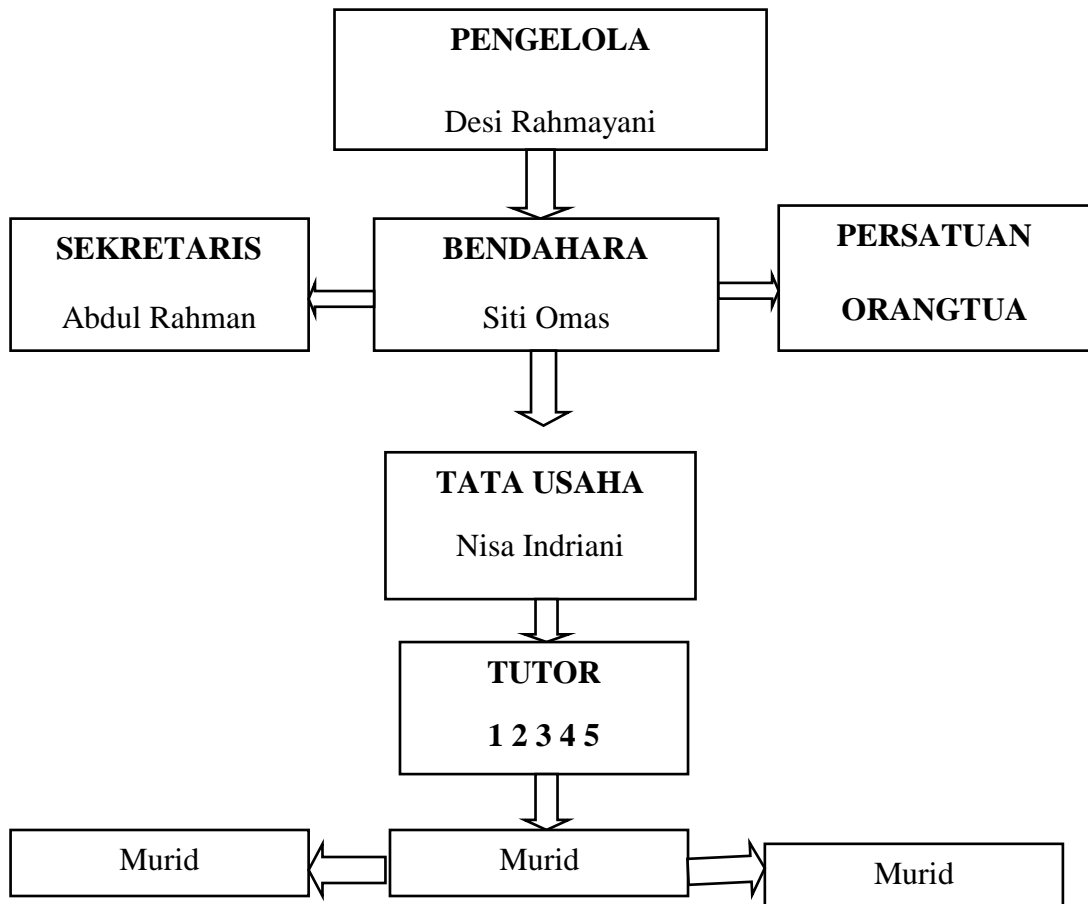 PENGELOLA
Desi Rahmayani
SEKRETARIS
Abdul Rahman
BENDAHARA
Siti Omas
PERSATUAN
ORANGTUA
TATA USAHA
Nisa Indriani
TUTOR
1 2 3 4 5
Murid
Murid
Murid